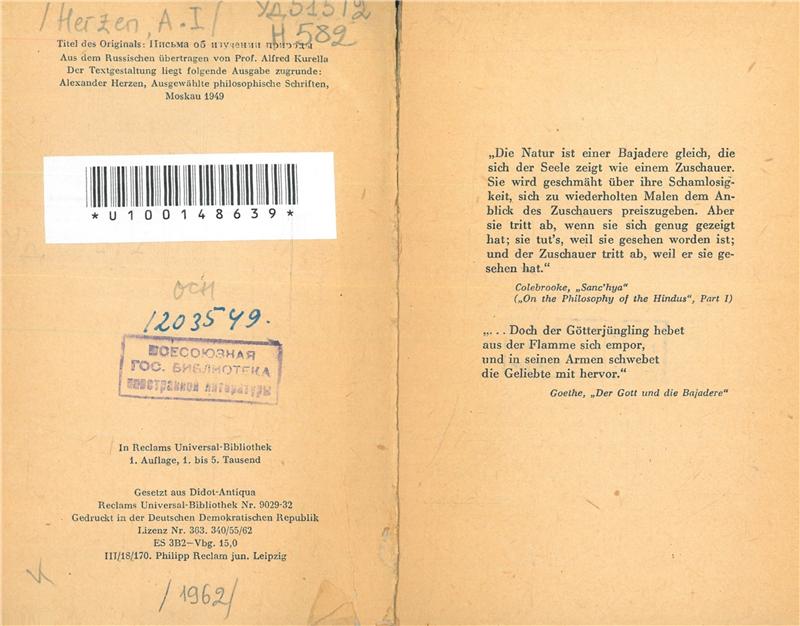 /Herzen, A.I/
УД51512
H 582
Titel des Originals: Письма об изучении природы
Aus dem Russischen übertragen von Prof. Alfred Kurella
Der Textgestaltung liegt folgende Ausgabe zugrunde:
Alexander Herzen, Ausgewählte philosophische Schriften,
Moskau 1949
*U100148639*
осн
1203549.
ВСЕСОЮЗНАЯ
ГОС. БИБЛИОТЕКА
иностранной литературы
In Reclams Universal-Bibliothek
1. Auflage, 1. bis 5. Tausend
Gesetzt aus Didot-Antiqua
Reclams Universal-Bibliothek Nr. 9029-32
Gedruckt in der Deutschen Demokratischen Republik
Lizenz Nr. 363. 340/55/62
ES 3B2—Vbg. 15,0
III/18/170. Philipp Reclam jun. Leipzig
/1962/
„Die Natur ist einer Bajadere gleich, die
sich der Seele zeigt wie einem Zuschauer.
Sie wird geschmäht über ihre Schamlosig-
keit, sich zu wiederholten Malen dem An-
blick des Zuschauers preiszugeben. Aber
sie tritt ab, wenn sie sich genug gezeigt
hat; sie tut's, weil sie gesehen worden ist;
und der Zuschauer tritt ab, weil er sie ge-
sehen hat.“
Colebrooke, „Sanc'hya“
(„On the Philosophy of the Hindus“, Part I)
„... Doch der Götterjüngling hebet
aus der Flamme sich empor,
und in seinen Armen schwebet
die Geliebte mit hervor.“
Goethe, „Der Gott und die Bajadere“